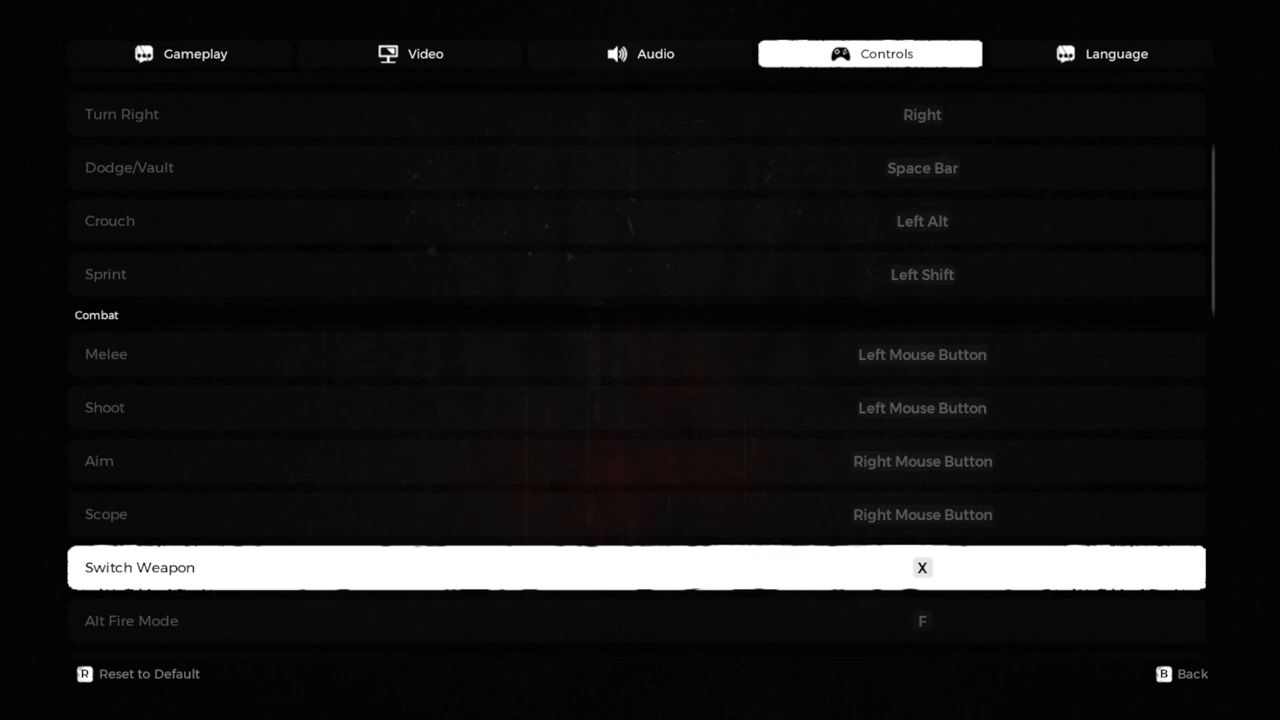 Gameplay Video Audio Controls Language
Turn Right Right
Dodge/Vault Space Bar
Crouch Left Alt
Sprint Left Shift
Combat
Melee Left Mouse Button
Shoot Left Mouse Button
Aim Right Mouse Button
Scope Right Mouse Button
Switch Weapon X
Alt Fire Mode F
R Reset to Default B Back